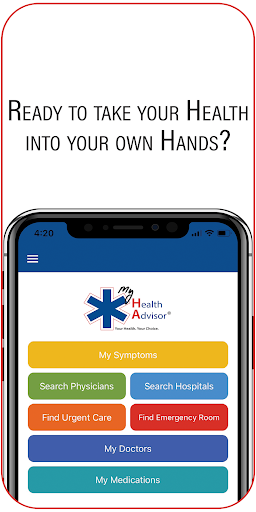 READY TO TAKE YOUR HEALTH
INTO YOUR OWN HANDS?
4:20
My
Health
Advisor®
Your Health. Your Choice.
My Symptoms
Search Physicians
Search Hospitals
Find Urgent Care
Find Emergency Room
My Doctors
My Medications